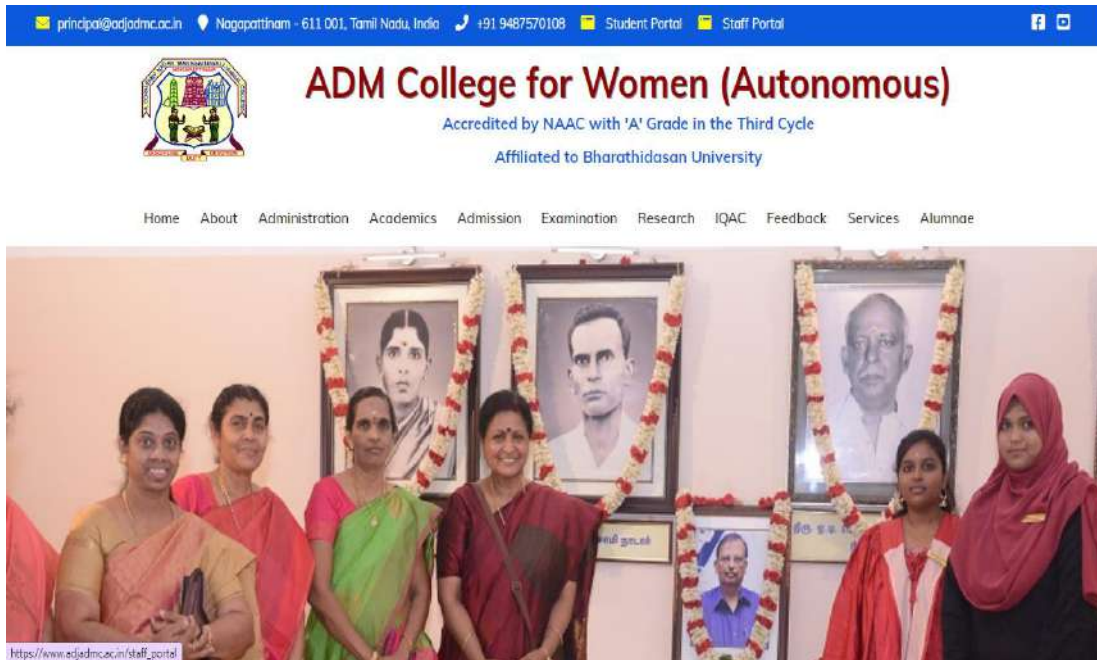 principal@adjadmc.ac.in Nagapattinam - 611 001, Tamil Nadu, India +91 9487570108 Student Portal Staff Portal
ADM College for Women (Autonomous)
Accredited by NAAC with 'A' Grade in the Third Cycle
Affiliated to Bharathidasan University
Home About Administration Academics Admission Examination Research IQAC Feedback Services Alumnae
நாடார்
திரு
https://www.adjadmc.ac.in/staff_portal